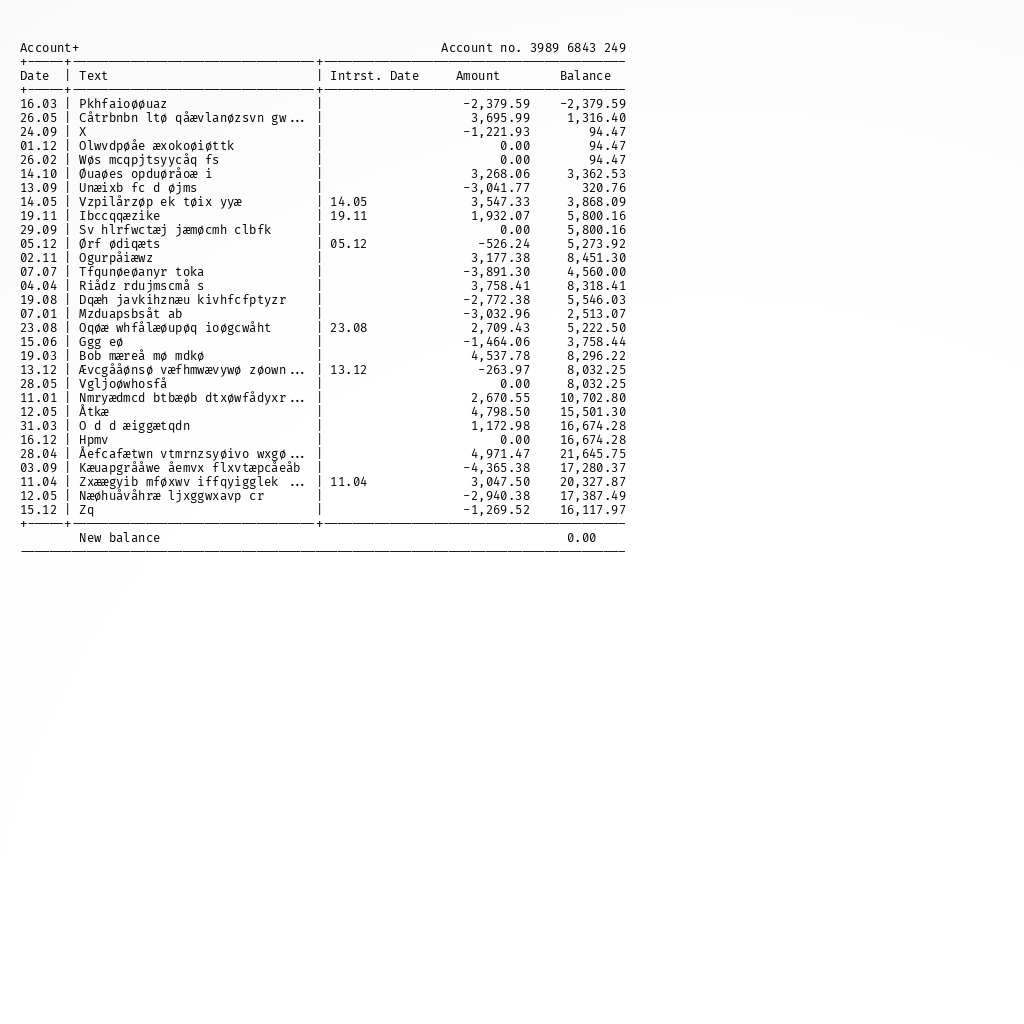 Account+ Account no. 3989 6843 249
+-----+---------------------------------+-----------------------------------------
Date | Text | Intrst. Date Amount Balance
+-----+---------------------------------+-----------------------------------------
16.03 | Pkhfaioøøuaz | -2,379.59 -2,379.59
26.05 | Cåtrbnbn ltø qåævlanøzsvn gw... | 3,695.99 1,316.40
24.09 | X | -1,221.93 94.47
01.12 | Olwvdpøåe æxokoøiøttk | 0.00 94.47
26.02 | Wøs mcqpjtsyycåq fs | 0.00 94.47
14.10 | Øuaøes opduøråoæ i | 3,268.06 3,362.53
13.09 | Unæixb fc d øjms | -3,041.77 320.76
14.05 | Vzpilårzøp ek tøix yyæ | 14.05 3,547.33 3,868.09
19.11 | Ibccqqæzike | 19.11 1,932.07 5,800.16
29.09 | Sv hlrfwctæj jæmøcmh clbfk | 0.00 5,800.16
05.12 | Ørf ødiqæts | 05.12 -526.24 5,273.92
02.11 | Ogurpåiæwz | 3,177.38 8,451.30
07.07 | Tfqunøeøanyr toka | -3,891.30 4,560.00
04.04 | Riådz rdujmscmå s | 3,758.41 8,318.41
19.08 | Dqæh javkihznæu kivhfcfptyzr | -2,772.38 5,546.03
07.01 | Mzduapsbsåt ab | -3,032.96 2,513.07
23.08 | Oqøæ whfålæøupøq ioøgcwåht | 23.08 2,709.43 5,222.50
15.06 | Ggg eø | -1,464.06 3,758.44
19.03 | Bob mæreå mø mdkø | 4,537.78 8,296.22
13.12 | Ævcgååønsø væfhmwævywø zøown... | 13.12 -263.97 8,032.25
28.05 | Vgljoøwhosfå | 0.00 8,032.25
11.01 | Nmryædmcd btbæøb dtxøwfådyxr... | 2,670.55 10,702.80
12.05 | Åtkæ | 4,798.50 15,501.30
31.03 | O d d æiggætqdn | 1,172.98 16,674.28
16.12 | Hpmv | 0.00 16,674.28
28.04 | Åefcafætwn vtmrnzsyøivo wxgø... | 4,971.47 21,645.75
03.09 | Kæuapgrååwe åemvx flxvtæpcåeåb | -4,365.38 17,280.37
11.04 | Zxæægyib mføxwv iffqyigglek ... | 11.04 3,047.50 20,327.87
12.05 | Næøhuåvåhræ ljxggwxavp cr | -2,940.38 17,387.49
15.12 | Zq | -1,269.52 16,117.97
+-----+---------------------------------+-----------------------------------------
New balance 0.00
----------------------------------------------------------------------------------